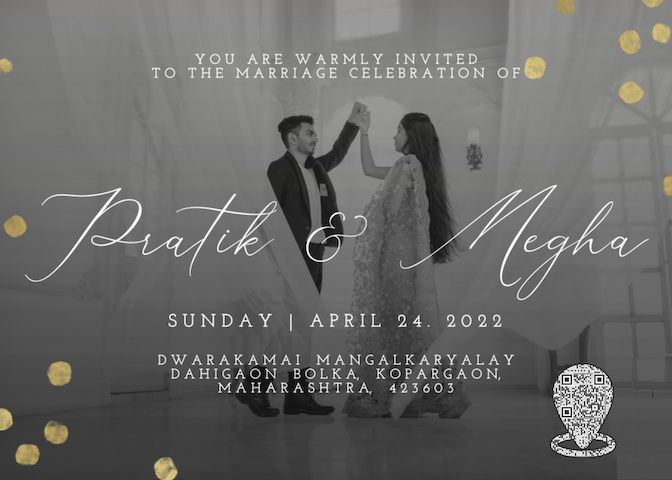 YOU ARE WARMLY INVITED
TO THE MARRIAGE CELEBRATION OF
Pratik & Megha
SUNDAY | APRIL 24. 2022
DWARAKAMAI MANGALKARYALAY
DAHIGAON BOLKA, KOPARGAON,
MAHARASHTRA, 423603